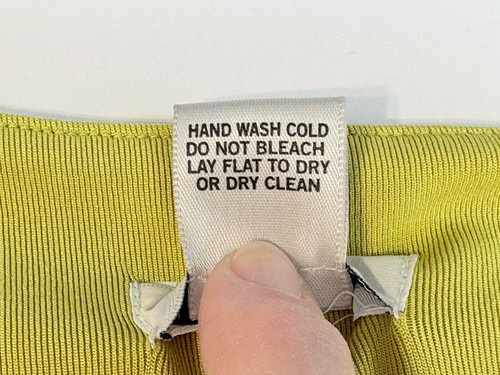 HAND WASH COLD
DO NOT BLEACH
LAY FLAT TO DRY
OR DRY CLEAN